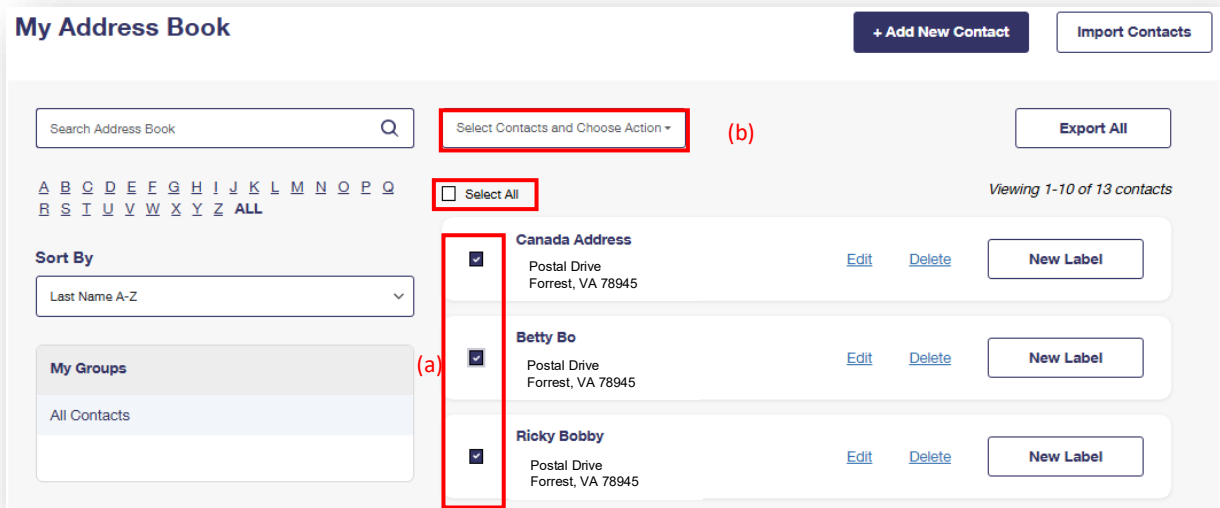 My Address Book
+ Add New Contact
Import Contacts
Search Address Book
Select Contacts and Choose Action
(b)
Export All
A B C D E F G H I J K L M N O P Q
R S T U V W X Y Z ALL
Select All
Viewing 1-10 of 13 contacts
Sort By
Last Name A-Z
My Groups
All Contacts
(a)
Canada Address
Postal Drive
Forrest, VA 78945
Edit
Delete
New Label
Betty Bo
Postal Drive
Forrest, VA 78945
Edit
Delete
New Label
Ricky Bobby
Postal Drive
Forrest, VA 78945
Edit
Delete
New Label